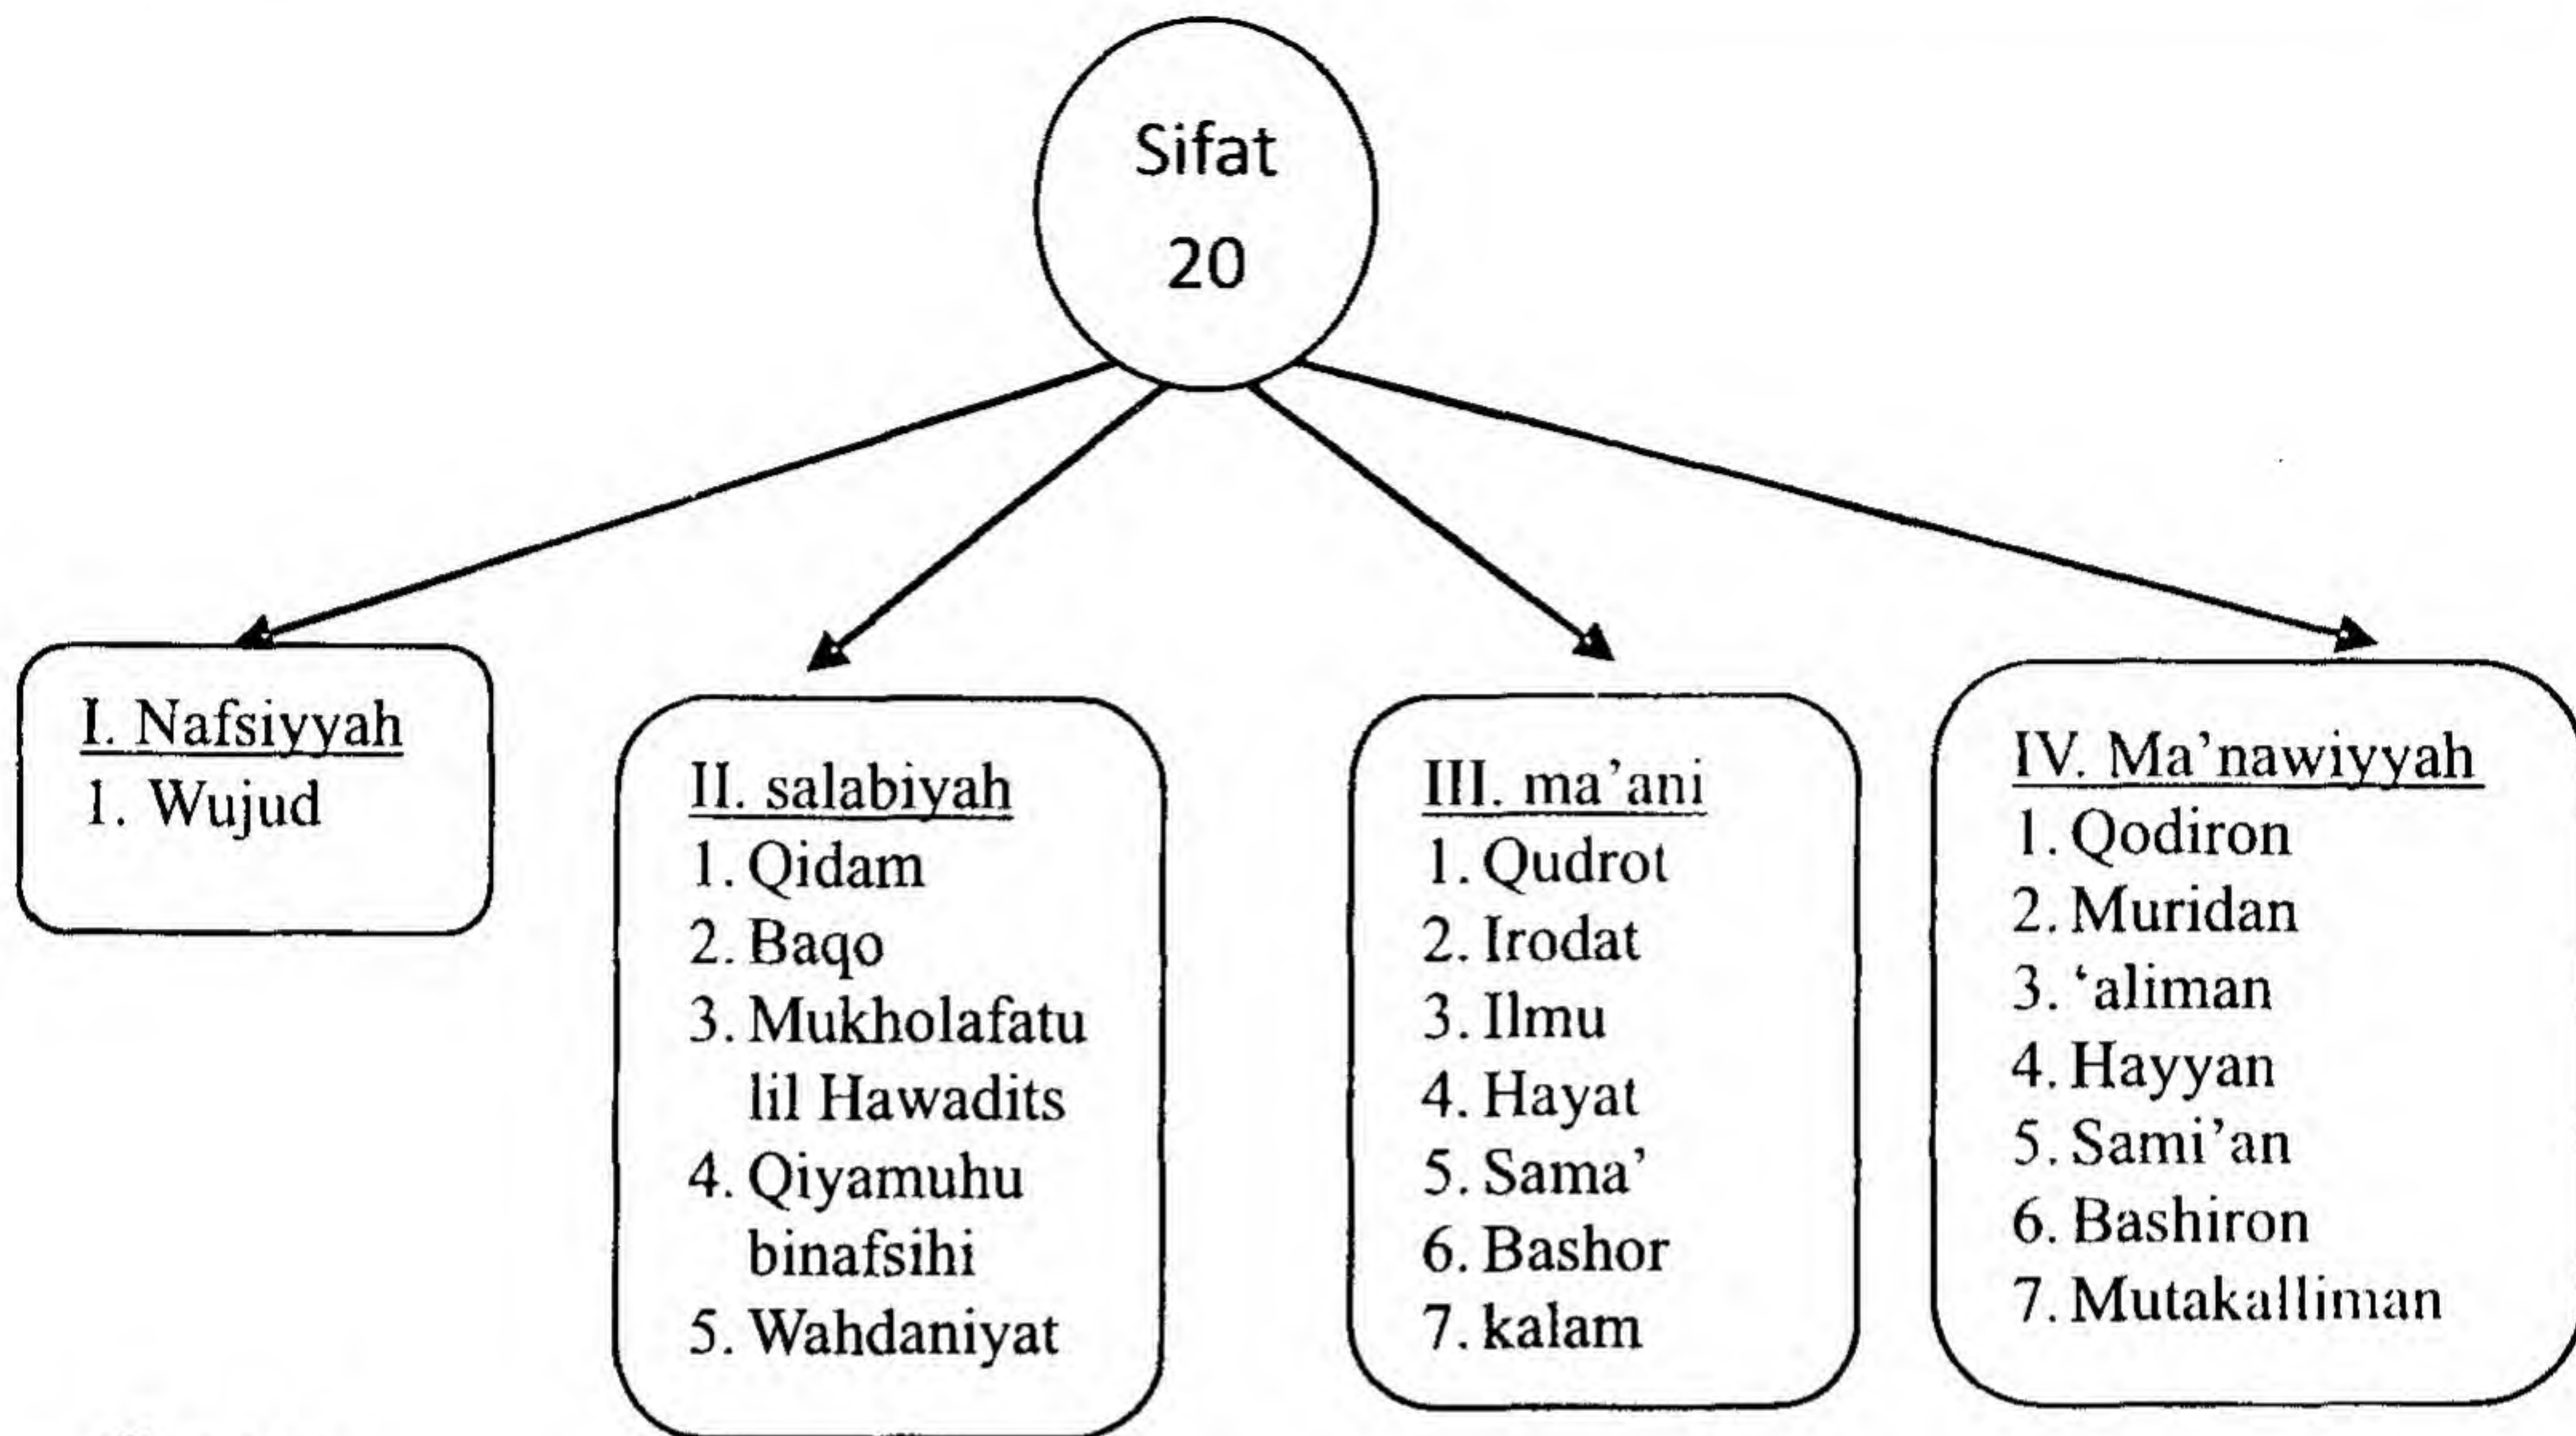 Sifat
20
I. Nafsiyyah
1. Wujud
II. salabiyah
1. Qidam
2. Baqo
3. Mukholafatu
lil Hawadits
4. Qiyamuhu
binafsihi
5. Wahdaniyat
III. ma'ani
1. Qudrot
2. Irodat
3. Ilmu
4. Hayat
5. Sama'
6. Bashor
7. kalam
IV. Ma'nawiyyah
1. Qodiron
2. Muridan
3. 'aliman
4. Hayyan
5. Sami'an
6. Bashiron
7. Mutakalliman